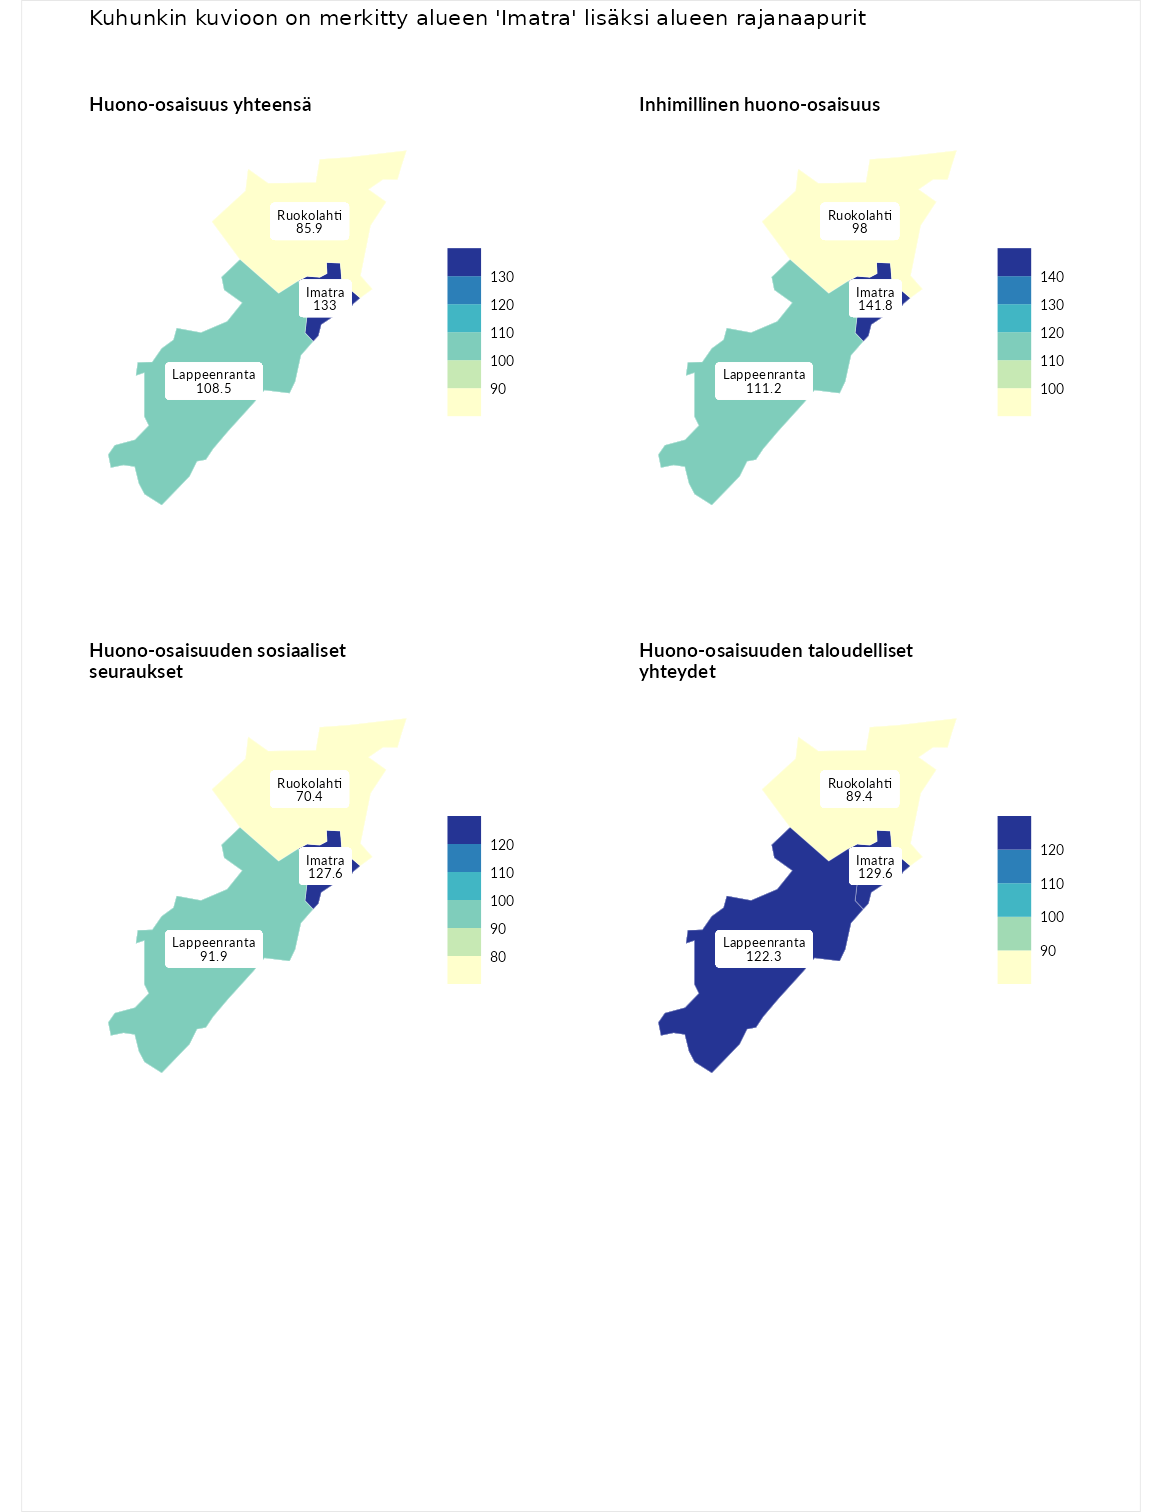 Kuhunkin kuvioon on merkitty alueen 'Imatra' lisäksi alueen rajanaapurit
Huono-osaisuus yhteensä
Ruokolahti
85.9
Imatra
133
Lappeenranta
108.5
130
120
110
100
90
Inhimillinen huono-osaisuus
Ruokolahti
98
Imatra
141.8
Lappeenranta
111.2
140
130
120
110
100
Huono-osaisuuden sosiaaliset
seuraukset
Ruokolahti
70.4
Imatra
127.6
Lappeenranta
91.9
120
110
100
90
80
Huono-osaisuuden taloudelliset
yhteydet
Ruokolahti
89.4
Imatra
129.6
Lappeenranta
122.3
120
110
100
90